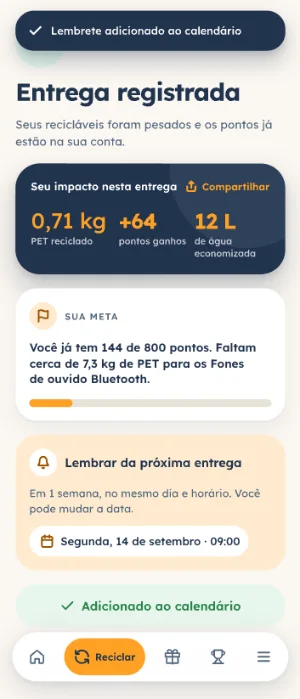 Lembrete adicionado ao calendário
Entrega registrada
Seus recicláveis foram pesados e os pontos já
estão na sua conta.
Seu impacto nesta entrega
Compartilhar
0,71 kg
PET reciclado
+64
pontos ganhos
12 L
de água
economizada
SUA META
Você já tem 144 de 800 pontos. Faltam
cerca de 7,3 kg de PET para os Fones
de ouvido Bluetooth.
Lembrar da próxima entrega
Em 1 semana, no mesmo dia e horário. Você
pode mudar a data.
Segunda, 14 de setembro · 09:00
Adicionado ao calendário
Reciclar